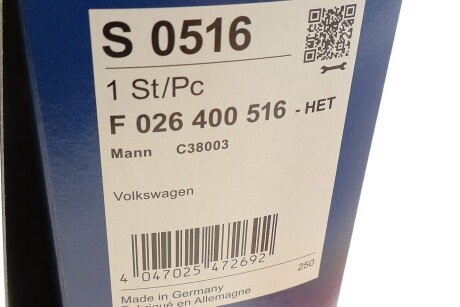 S 0516
1 St/Pc
F 026 400 516 - HET
Mann C38003
Volkswagen
4 047025 472692
250
Made in Germany
Fabriqué en Allemagne